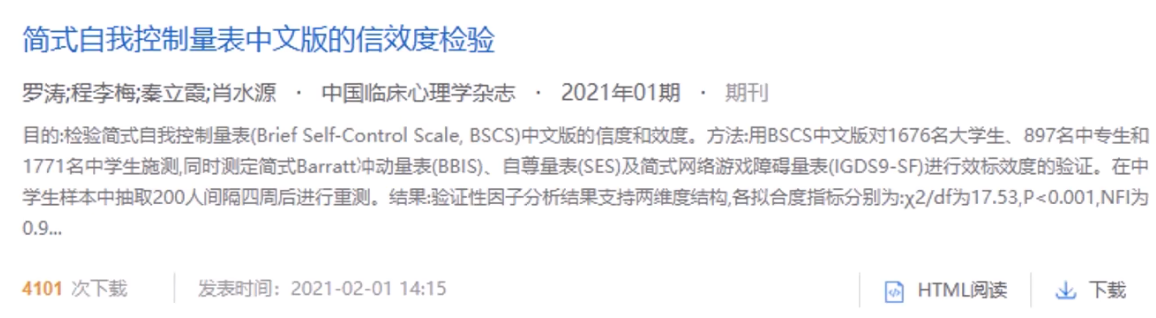 简式自我控制量表中文版的信效度检验
罗涛;程李梅;秦立霞;肖水源 · 中国临床心理学杂志 · 2021年01期 · 期刊
目的:检验简式自我控制量表(Brief Self-Control Scale, BSCS)中文版的信度和效度。方法:用BSCS中文版对1676名大学生、897名中专生和
1771名中学生施测,同时测定简式Barratt冲动量表(BBIS)、自尊量表(SES)及简式网络游戏障碍量表(IGDS9-SF)进行效标效度的验证。在中
学生样本中抽取200人间隔四周后进行重测。结果:验证性因子分析结果支持两维度结构,各拟合度指标分别为:χ2/df为17.53,P<0.001,NFI为
0.9...
4101 次下载 发表时间：2021-02-01 14:15 HTML阅读 下载